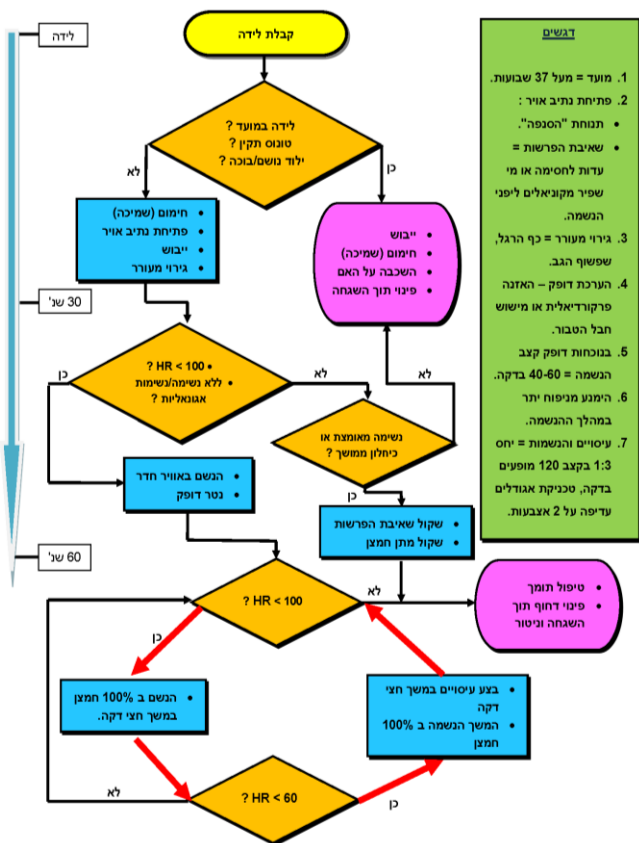 לידה
קבלת לידה
לידה במועד ?
טונוס תקין ?
ילוד נושם/בוכה ?
לא
כן
• חימום (שמיכה)
• פתיחת נתיב אויר
• ייבוש
• גירוי מעורר
• ייבוש
• חימום (שמיכה)
• השכבה על האם
• פינוי תוך השגחה
30 שנ'
• HR < 100 ?
• ללא נשימה/נשימות
אגונאליות ?
כן
לא
לא
נשימה מאומצת או
כיחלון ממושך ?
כן
• הנשם באוויר חדר
• נטר דופק
• שקול שאיבת הפרשות
• שקול מתן חמצן
60 שנ'
HR < 100 ?
לא
כן
• טיפול תומך
• פינוי דחוף תוך
השגחה וניטור
• הנשם ב 100% חמצן
במשך חצי דקה.
• בצע עיסויים במשך חצי
דקה
• המשך הנשמה ב 100%
חמצן
HR < 60 ?
לא
כן
דגשים
1. מועד = מעל 37 שבועות.
2. פתיחת נתיב אויר :
• תנוחת "הסנפה".
• שאיבת הפרשות =
עדות לחסימה או מי
שפיר מקוניאלים ליפני
הנשמה.
3. גירוי מעורר = כף הרגל,
שפשוף הגב.
4. הערכת דופק – האזנה
פרקורדיאלית או מישוש
חבל הטבור.
5. בנוכחות דופק קצב
הנשמה = 40-60 בדקה.
6. הימנע מניפוח יתר
במהלך ההנשמה.
7. עיסויים והנשמות = יחס
1:3 בקצב 120 מופעים
בדקה, טכניקת אגודלים
עדיפה על 2 אצבעות.